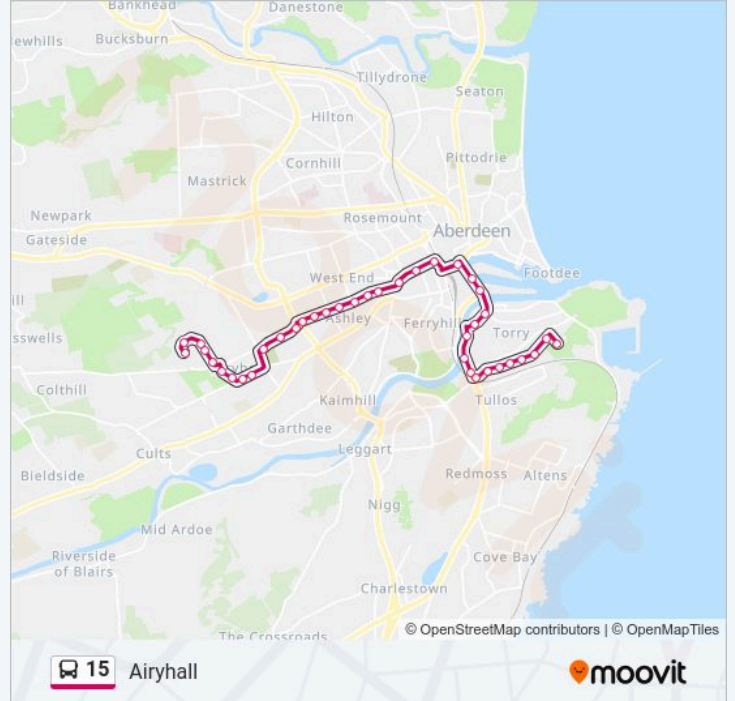 Bankhead
Danestone
ewhills
Bucksburn
Tillydrone
Seaton
Hilton
Cornhill
Pittodrie
Mastrick
Newpark
Rosemount
Gateside
Aberdeen
West End
Footdee
ill
Ashley
Ferryhill
Torry
sswells
Colthill
Kaimhill
Tullos
Garthdee
Cults
Leggart
Bieldside
Redmoss
Altens
Nigg
Mid Ardoe
Riverside
of Blairs
Cove Bay
Charlestown
The Crossroads
© OpenStreetMap contributors | © OpenMapTiles
15 Airyhall
moovit